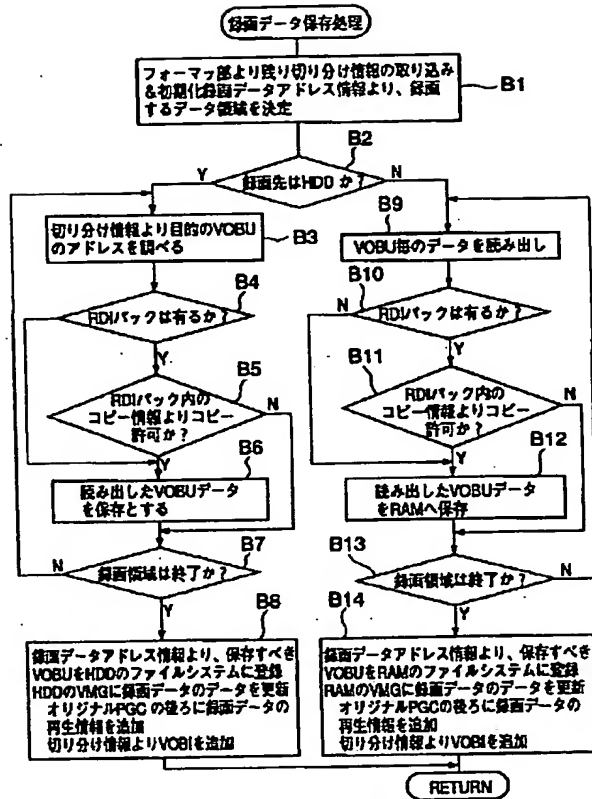 録画データ保存処理
フォーマッ部より残り切り分け情報の取り込み
&初期化録画データアドレス情報より、録画
するデータ領域を決定
B1
B2
録画先はHDDか?
Y
N
切り分け情報より目的のVOBU
のアドレスを調べる
B3
B9
VOBU毎のデータを読み出し
B4
RDIパックは有るか?
Y
B10
N
RDIパックは有るか?
Y
B5
RDIパック内の
コピー情報よりコピー
許可か?
N
Y
B11
RDIパック内の
コピー情報よりコピー
許可か?
N
Y
B6
読み出したVOBUデータ
を保存とする
B12
読み出したVOBUデータ
をRAMへ保存
B7
N
録画領域は終了か?
Y
B13
録画領域は終了か?
N
Y
B8
録画データアドレス情報より、保存すべき
VOBUをHDDのファイルシステムに登録
HDDのVMGに録画データのデータを更新
オリジナルPGCの後ろに録画データの
再生情報を追加
切り分け情報よりVOBIを追加
B14
録画データアドレス情報より、保存すべき
VOBUをRAMのファイルシステムに登録
RAMのVMGに録画データのデータを更新
オリジナルPGCの後ろに録画データの
再生情報を追加
切り分け情報よりVOBIを追加
RETURN